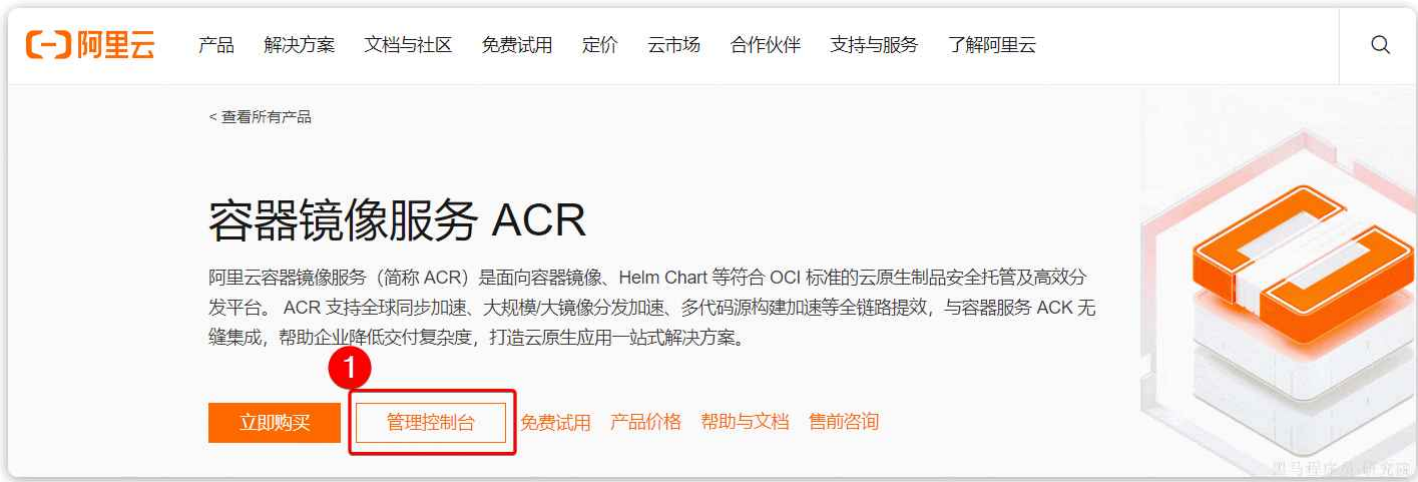 阿里云 产品 解决方案 文档与社区 免费试用 定价 云市场 合作伙伴 支持与服务 了解阿里云
< 查看所有产品
容器镜像服务 ACR
阿里云容器镜像服务（简称 ACR）是面向容器镜像、Helm Chart 等符合 OCI 标准的云原生制品安全托管及高效分
发平台。 ACR 支持全球同步加速、大规模/大镜像分发加速、多代码源构建加速等全链路提效，与容器服务 ACK 无
缝集成，帮助企业降低交付复杂度，打造云原生应用一站式解决方案。
1
立即购买 管理控制台 免费试用 产品价格 帮助与文档 售前咨询
黑马程序员-研究院